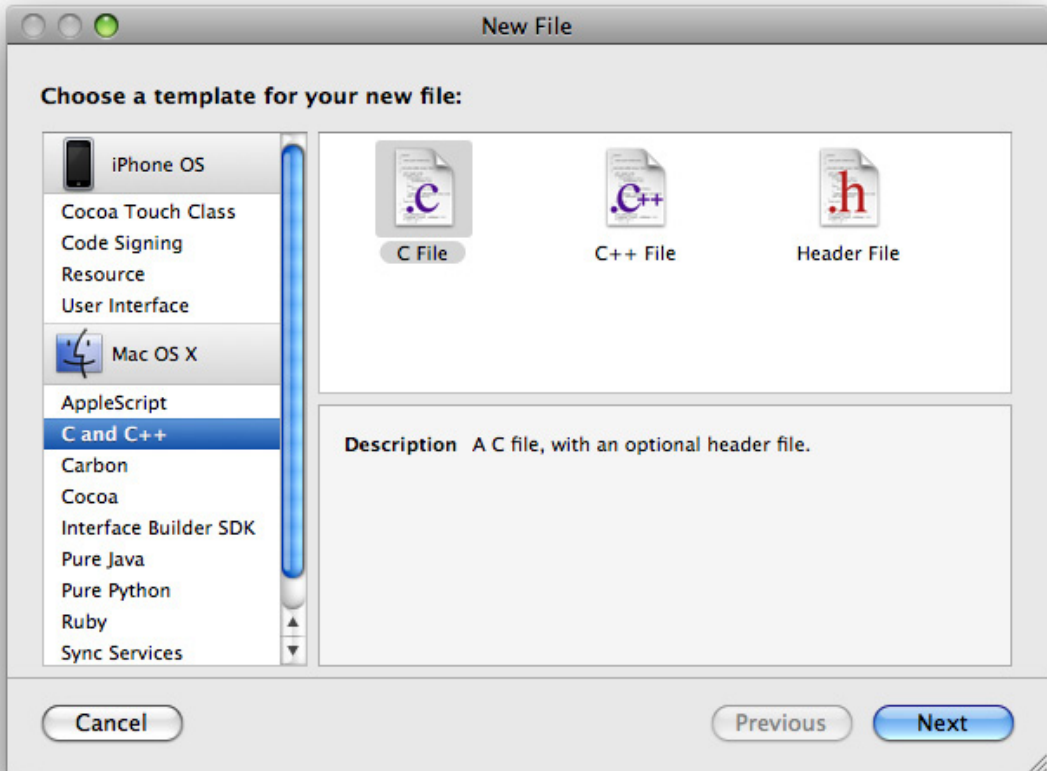 New File
Choose a template for your new file:
iPhone OS
Cocoa Touch Class
Code Signing
Resource
User Interface
Mac OS X
AppleScript
C and C++
Carbon
Cocoa
Interface Builder SDK
Pure Java
Pure Python
Ruby
Sync Services
.c
C File
.C++
C++ File
.h
Header File
Description A C file, with an optional header file.
Cancel
Previous
Next